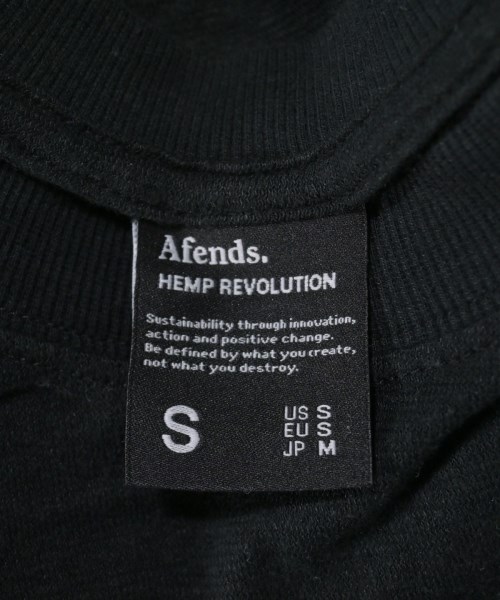 Afends.
HEMP REVOLUTION
Sustainability through innovation,
action and positive change.
Be defined by what you create,
not what you destroy.
S
US S
EU S
JP M